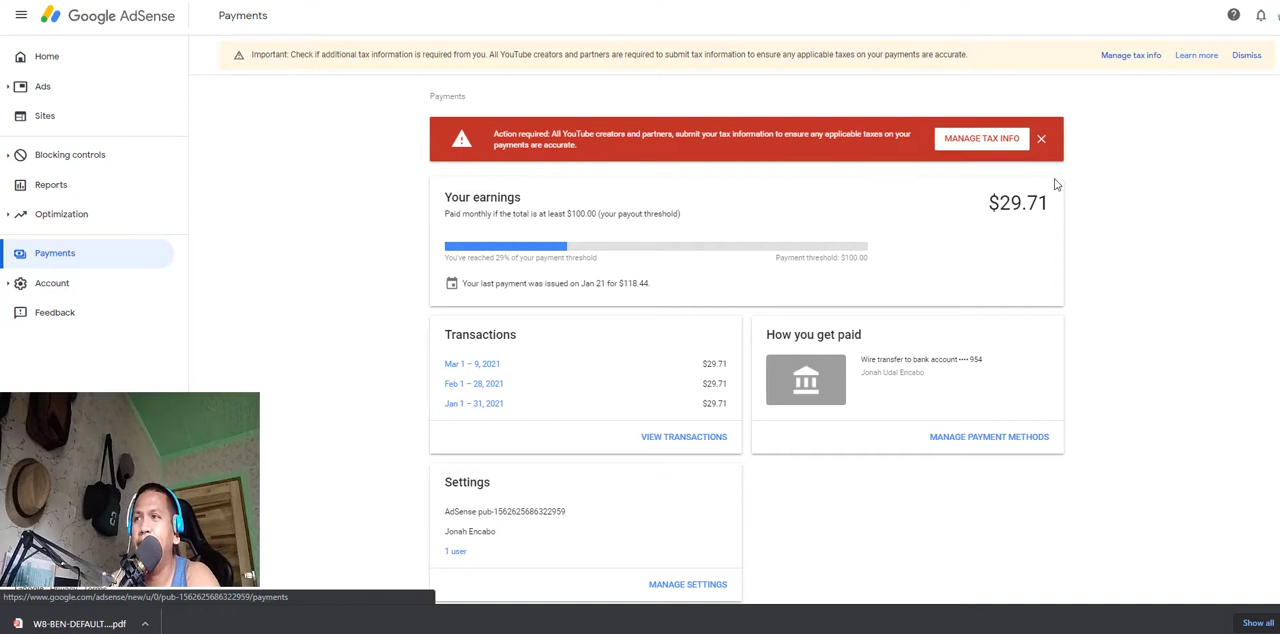 Google AdSense
Payments
Home
Ads
Sites
Blocking controls
Reports
Optimization
Payments
Account
Feedback
Important: Check if additional tax information is required from you. All YouTube creators and partners are required to submit tax information to ensure any applicable taxes on your payments are accurate.
Manage tax info
Learn more
Dismiss
Payments
Action required: All YouTube creators and partners, submit your tax information to ensure any applicable taxes on your
payments are accurate.
MANAGE TAX INFO
Your earnings
$29.71
Paid monthly if the total is at least $100.00 (your payout threshold)
You've reached 29% of your payment threshold
Payment threshold: $100.00
Your last payment was issued on Jan 21 for $118.44.
Transactions
Mar 1 – 9, 2021 $29.71
Feb 1 – 28, 2021 $29.71
Jan 1 – 31, 2021 $29.71
VIEW TRANSACTIONS
How you get paid
Wire transfer to bank account •••• 954
Jonah Udal Encabo
MANAGE PAYMENT METHODS
Settings
AdSense pub-1562625686322959
Jonah Encabo
1 user
MANAGE SETTINGS
https://www.google.com/adsense/new/u/0/pub-1562625686322959/payments
W8-BEN-DEFAULT....pdf
Show all